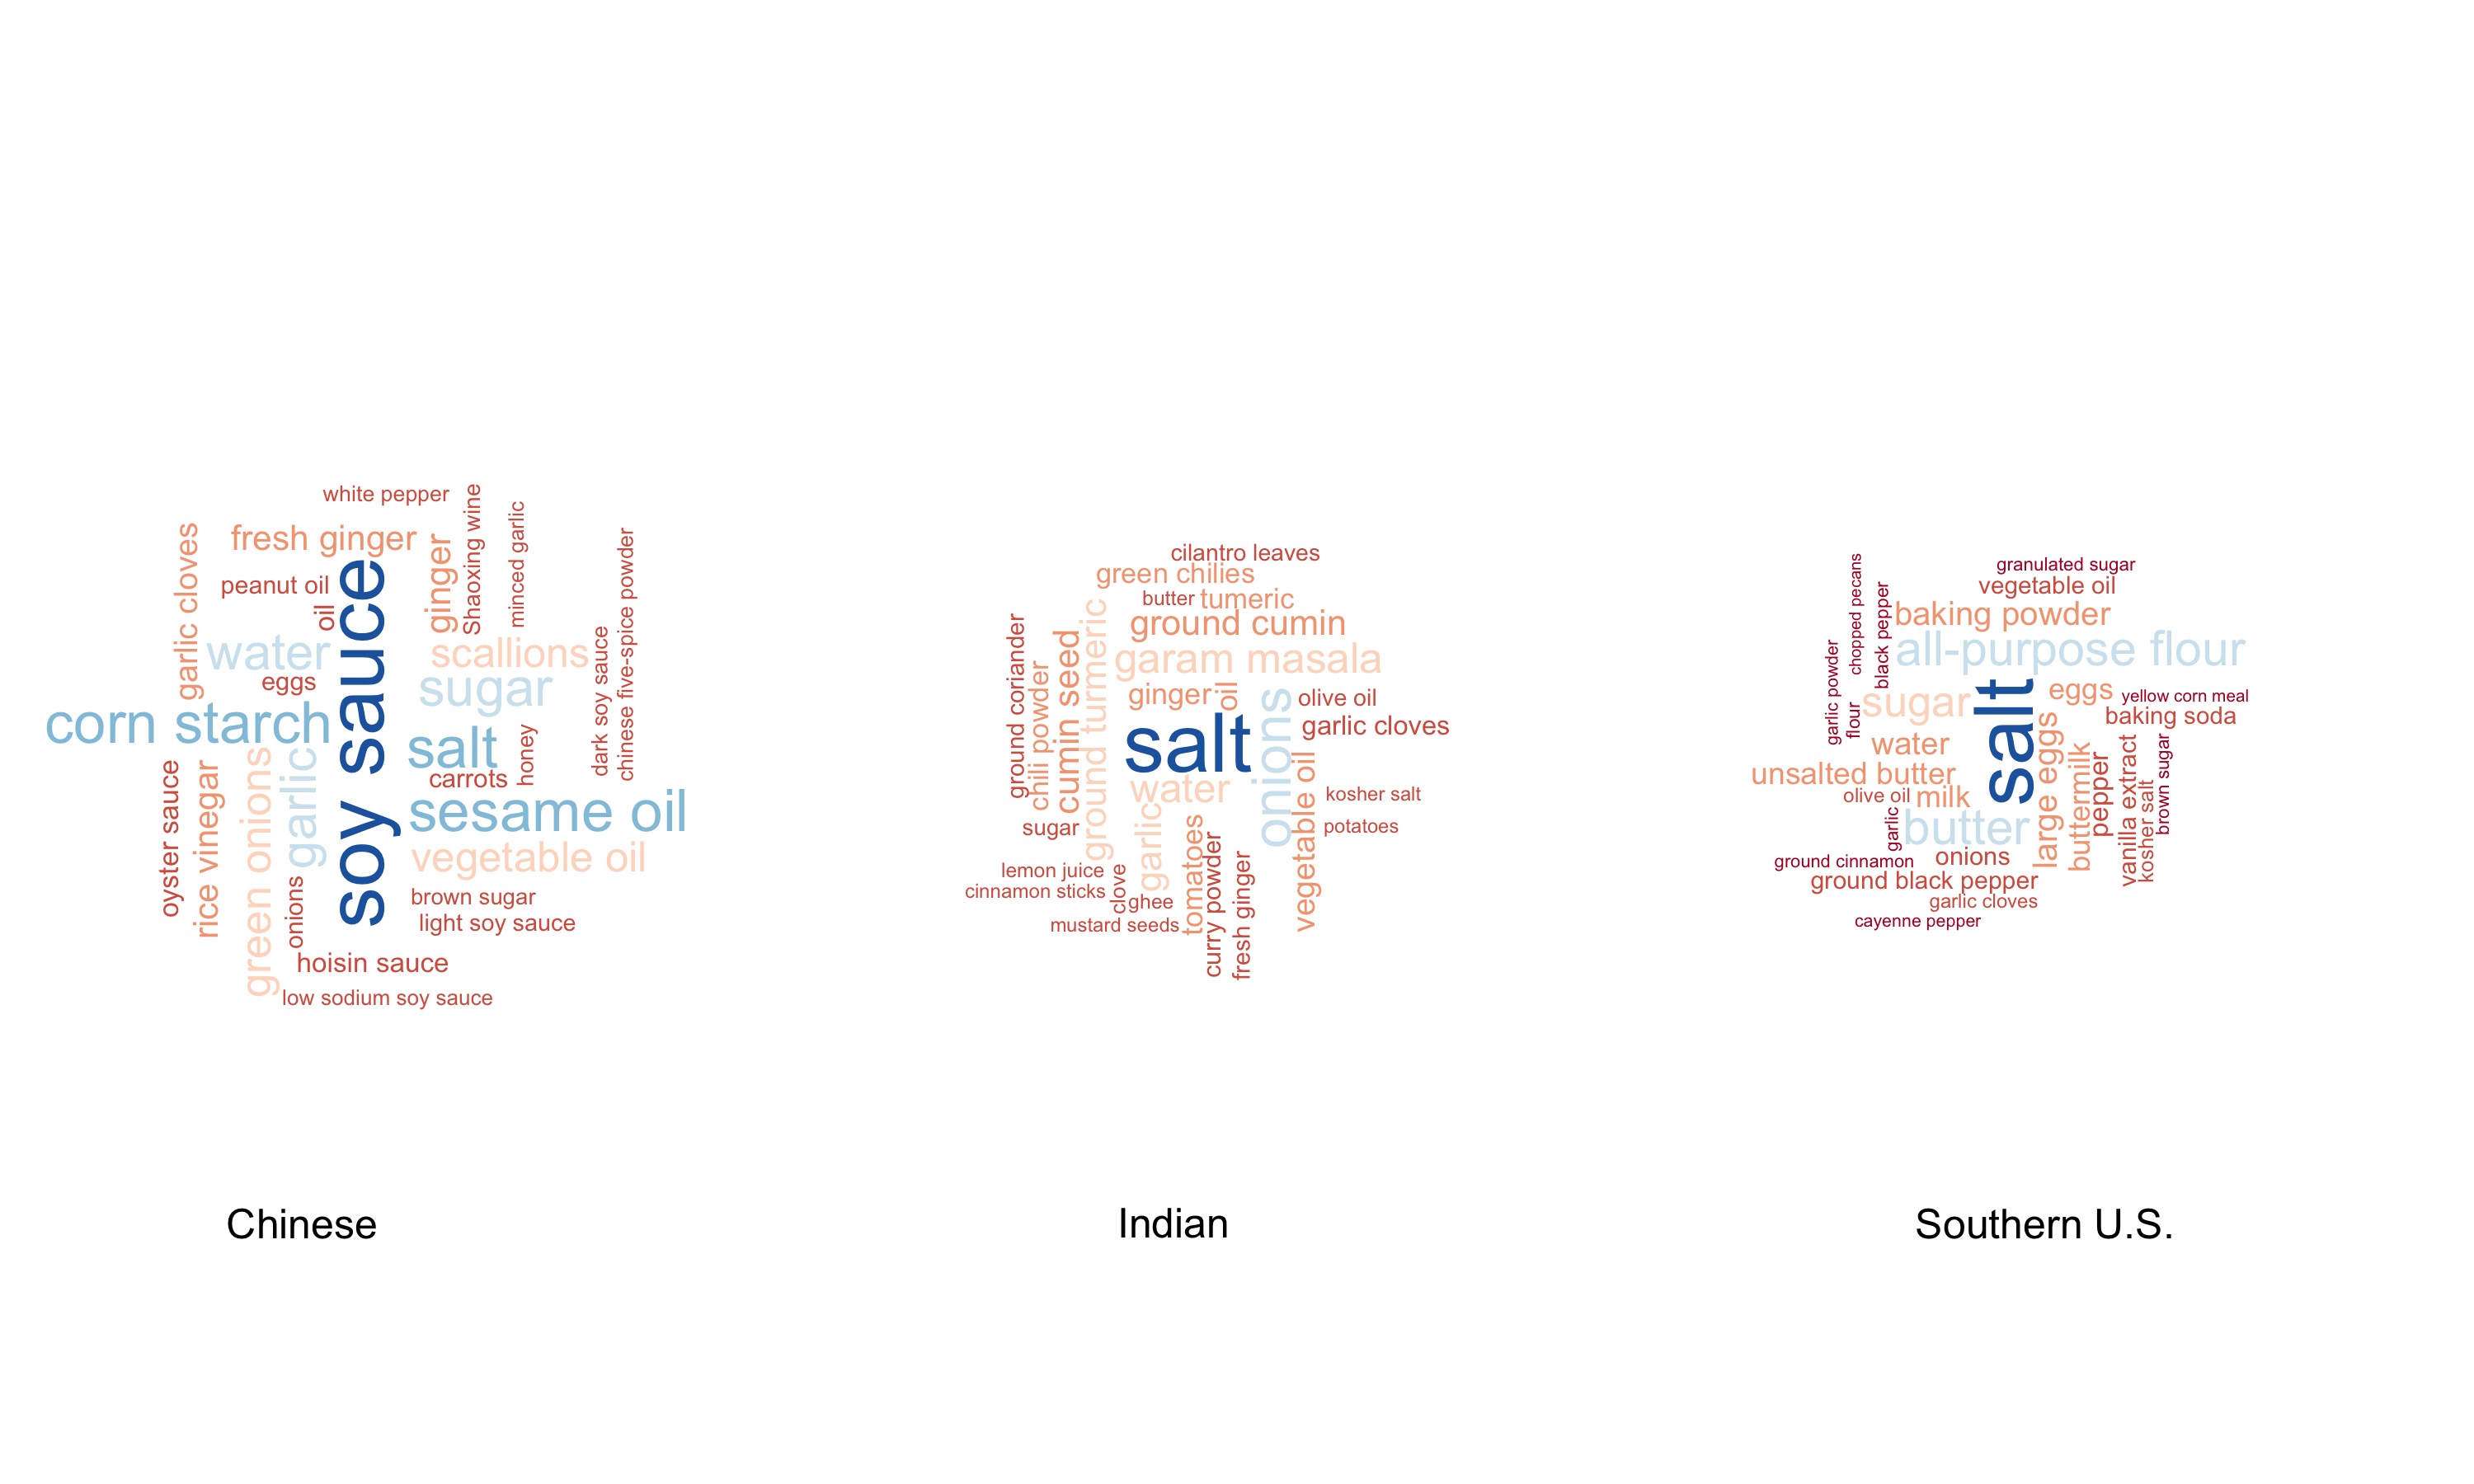 white pepper
fresh ginger
garlic cloves
peanut oil
oil
soy sauce
ginger
Shaoxing wine
minced garlic
chinese five-spice powder
water
scallions
eggs
sugar
dark soy sauce
corn starch
salt
honey
carrots
garlic
green onions
rice vinegar
oyster sauce
sesame oil
vegetable oil
onions
brown sugar
light soy sauce
hoisin sauce
low sodium soy sauce
Chinese
cilantro leaves
green chilies
butter
tumeric
ground cumin
ground coriander
chili powder
cumin seed
ground turmeric
garam masala
ginger
oil
onions
olive oil
garlic cloves
salt
water
vegetable oil
kosher salt
potatoes
sugar
garlic
tomatoes
curry powder
fresh ginger
lemon juice
cinnamon sticks
clove
ghee
mustard seeds
Indian
granulated sugar
vegetable oil
chopped pecans
black pepper
baking powder
all-purpose flour
garlic powder
flour
sugar
salt
eggs
yellow corn meal
baking soda
water
large eggs
buttermilk
pepper
vanilla extract
kosher salt
brown sugar
unsalted butter
olive oil
milk
garlic
butter
ground cinnamon
onions
ground black pepper
garlic cloves
cayenne pepper
Southern U.S.